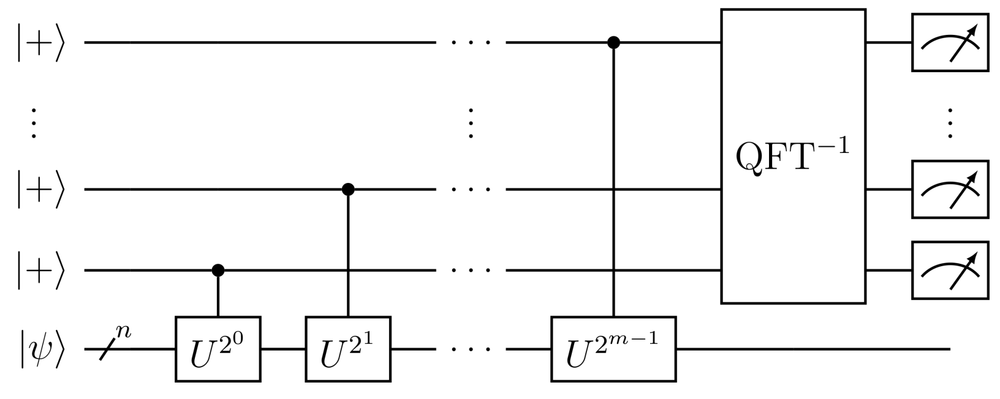 |+⟩ · · ·
⋮ ⋮ ⋮
QFT⁻¹
|+⟩ · · ·
|+⟩ · · ·
|ψ⟩ n U^{2^0} U^{2^1} · · · U^{2^{m−1}}